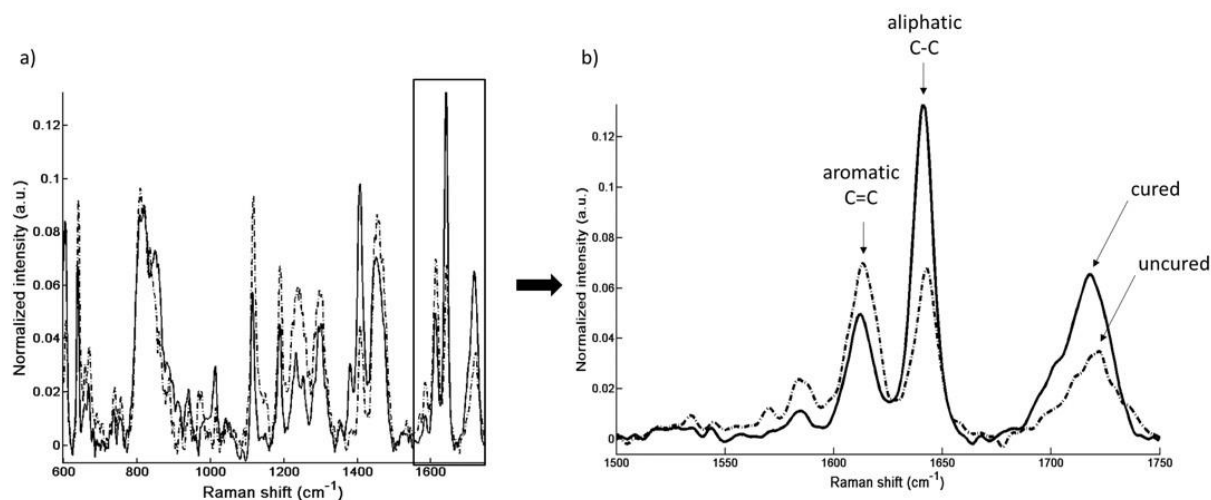 a)
Normalized intensity (a.u.)
0.12
0.1
0.08
0.06
0.04
0.02
0
600
800
1000
1200
1400
1600
Raman shift (cm⁻¹)
b)
aliphatic
C-C
aromatic
C=C
cured
uncured
Normalized intensity (a.u.)
0.12
0.1
0.08
0.06
0.04
0.02
0
1500
1550
1600
1650
1700
1750
Raman shift (cm⁻¹)